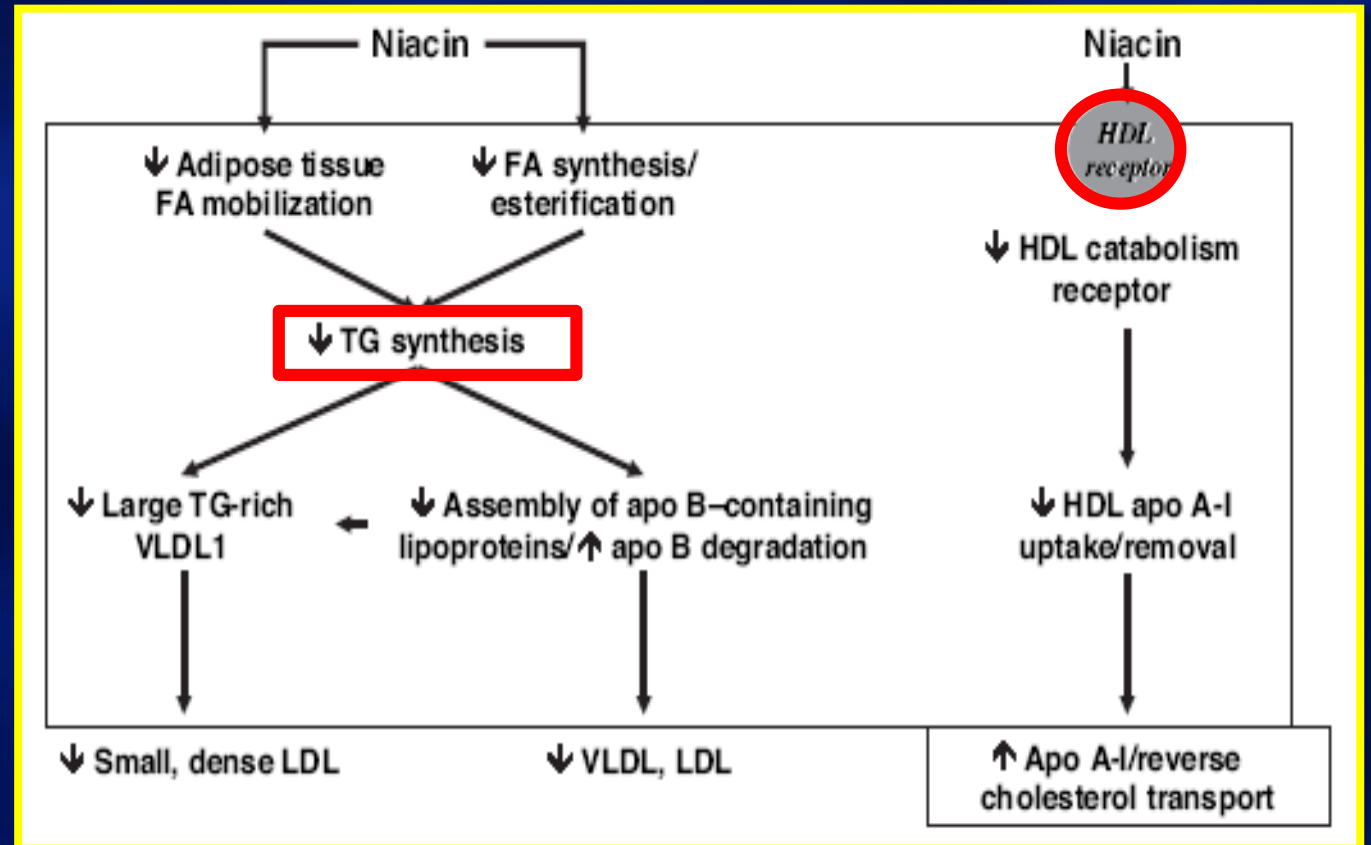 Niacin
Niacin
HDL
receptor
↓ Adipose tissue
FA mobilization
↓ FA synthesis/
esterification
↓ HDL catabolism
receptor
↓ TG synthesis
↓ Large TG-rich
VLDL1
↓ Assembly of apo B–containing
lipoproteins/↑ apo B degradation
↓ HDL apo A-I
uptake/removal
↓ Small, dense LDL
↓ VLDL, LDL
↑ Apo A-I/reverse
cholesterol transport